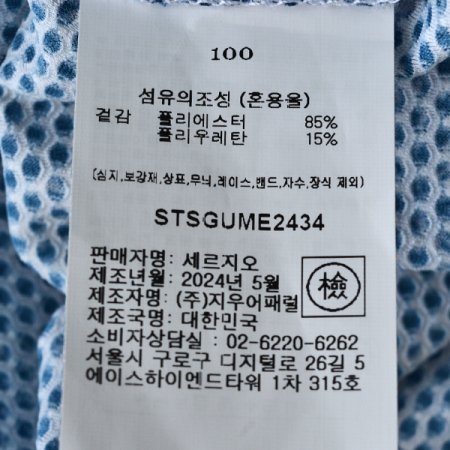 100
섬유의조성 (혼용율)
겉감 폴리에스터 85%
폴리우레탄 15%
(심지,보강재,상표,무늬,레이스,밴드,자수,장식 제외)
STSGUME2434
판매자명: 세르지오
제조년월: 2024년 5월
제조자명: (주)지우어패럴
檢
제조국명: 대한민국
소비자상담실 : 02-6220-6262
서울시 구로구 디지털로 26길 5
에이스하이엔드타워 1차 315호